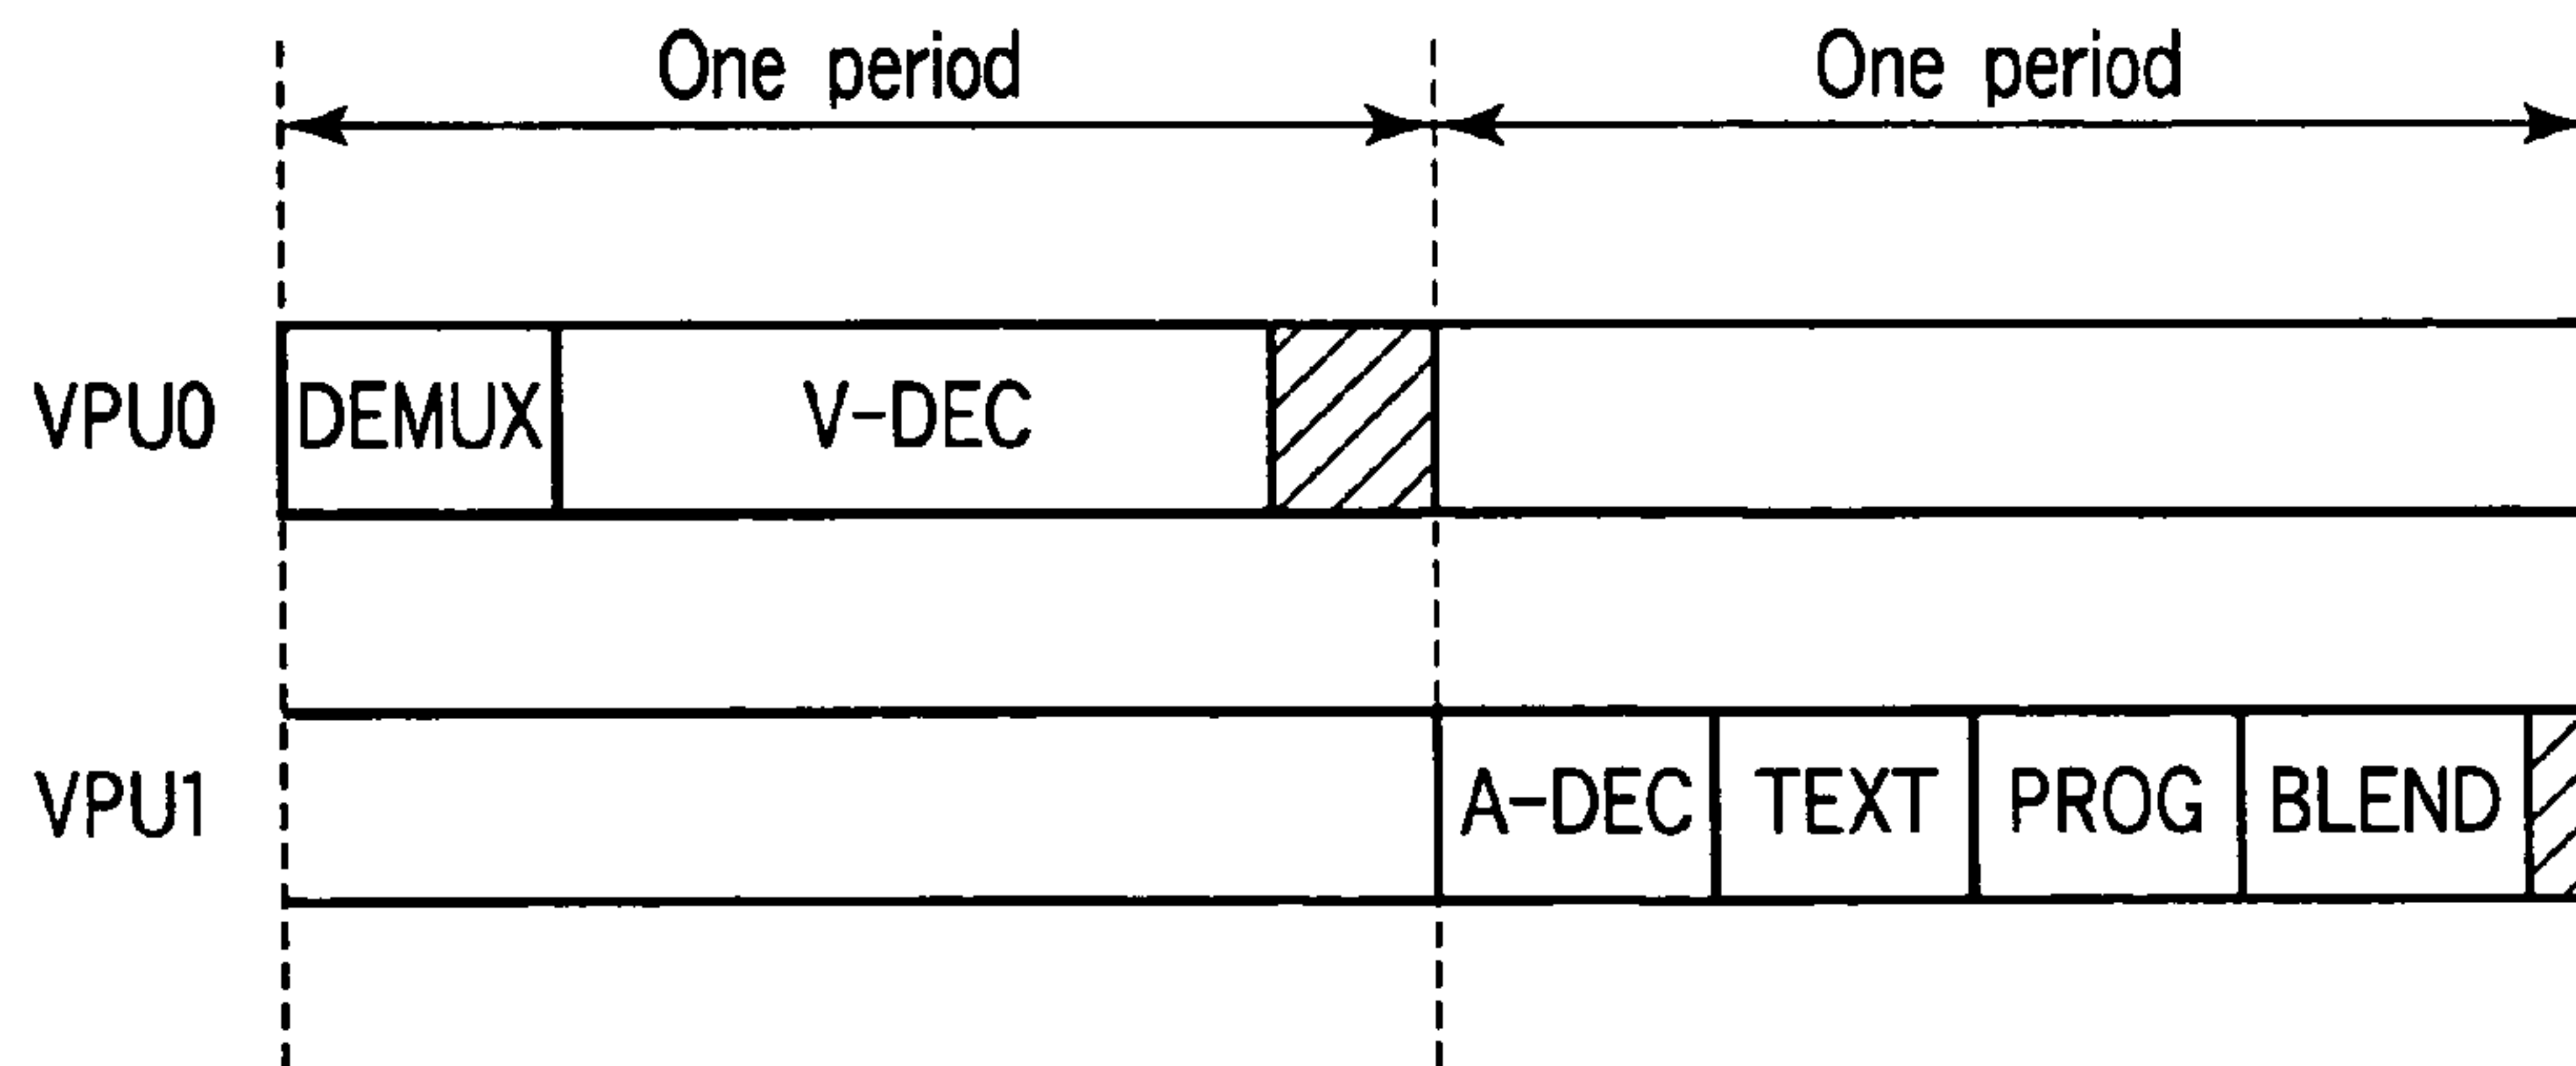 One period One period
VPU0 DEMUX V-DEC
VPU1 A-DEC TEXT PROG BLEND